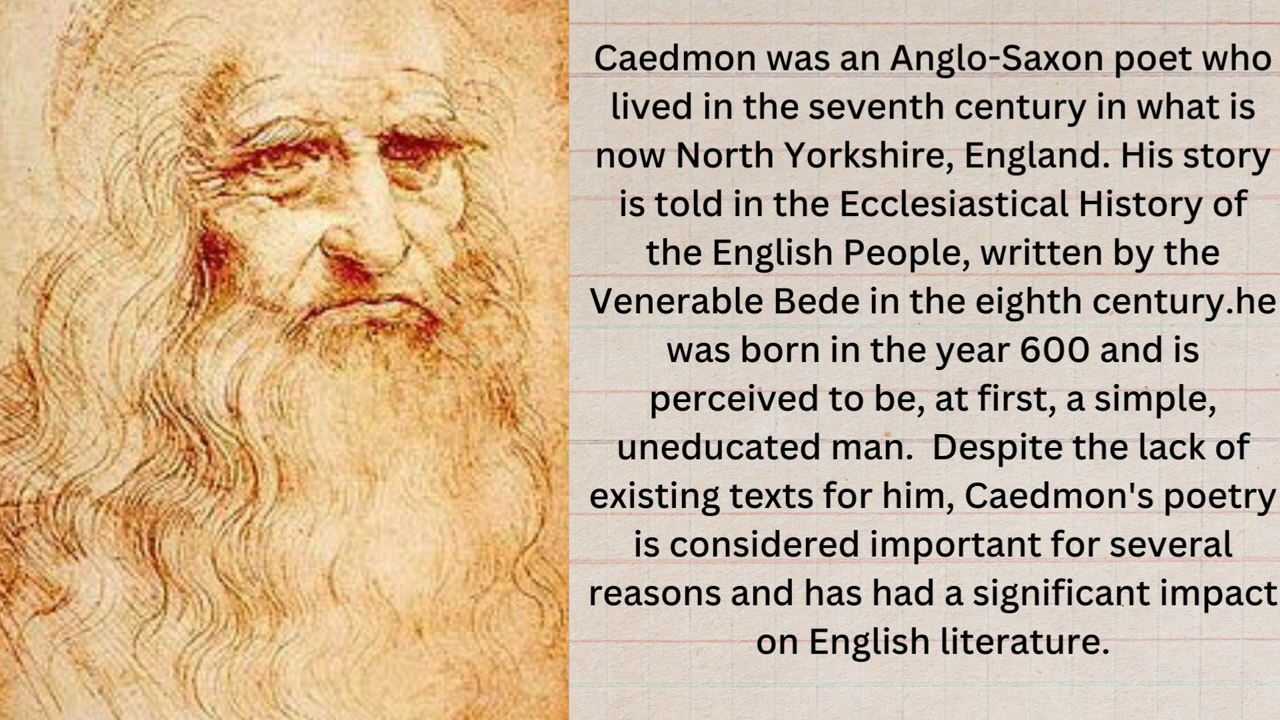 Caedmon was an Anglo-Saxon poet who
lived in the seventh century in what is
now North Yorkshire, England. His story
is told in the Ecclesiastical History of
the English People, written by the
Venerable Bede in the eighth century.he
was born in the year 600 and is
perceived to be, at first, a simple,
uneducated man.  Despite the lack of
existing texts for him, Caedmon's poetry
is considered important for several
reasons and has had a significant impact
on English literature.